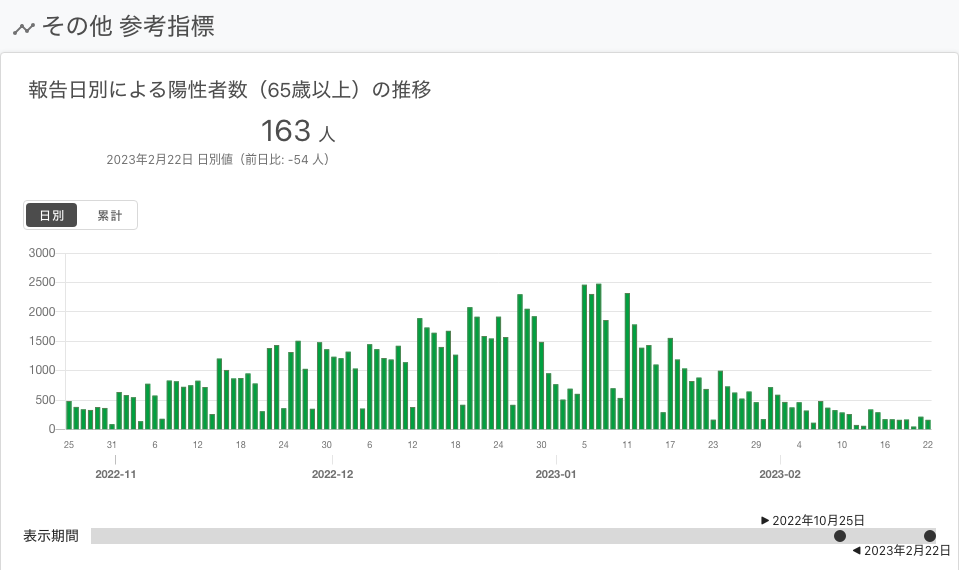 その他 参考指標
報告日別による陽性者数（65歳以上）の推移
163 人
2023年2月22日 日別値（前日比: -54 人）
日別 累計
3000
2500
2000
1500
1000
500
0
25 31 6 12 18 24 30 6 12 18 24 30 5 11 17 23 29 4 10 16 22
2022-11 2022-12 2023-01 2023-02
▶ 2022年10月25日
表示期間
◀ 2023年2月22日